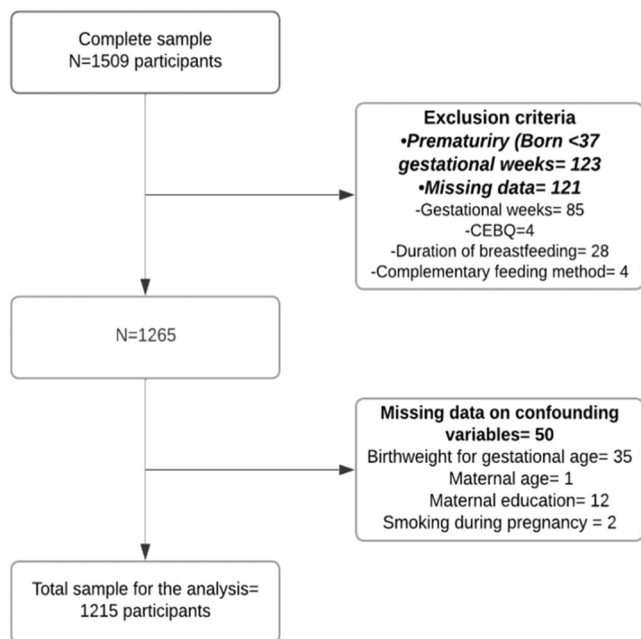 Complete sample
N=1509 participants
Exclusion criteria
•Prematuriry (Born <37
gestational weeks= 123
•Missing data= 121
-Gestational weeks= 85
-CEBQ=4
-Duration of breastfeeding= 28
-Complementary feeding method= 4
N=1265
Missing data on confounding
variables= 50
Birthweight for gestational age= 35
Maternal age= 1
Maternal education= 12
Smoking during pregnancy = 2
Total sample for the analysis=
1215 participants